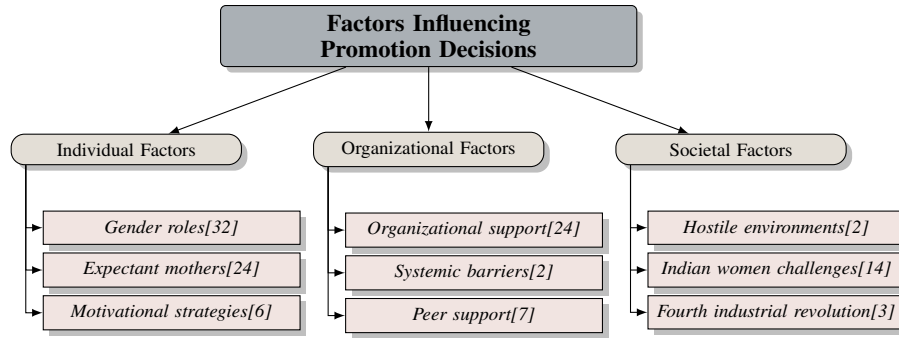 Factors Influencing
Promotion Decisions
Individual Factors
Gender roles[32]
Expectant mothers[24]
Motivational strategies[6]
Organizational Factors
Organizational support[24]
Systemic barriers[2]
Peer support[7]
Societal Factors
Hostile environments[2]
Indian women challenges[14]
Fourth industrial revolution[3]